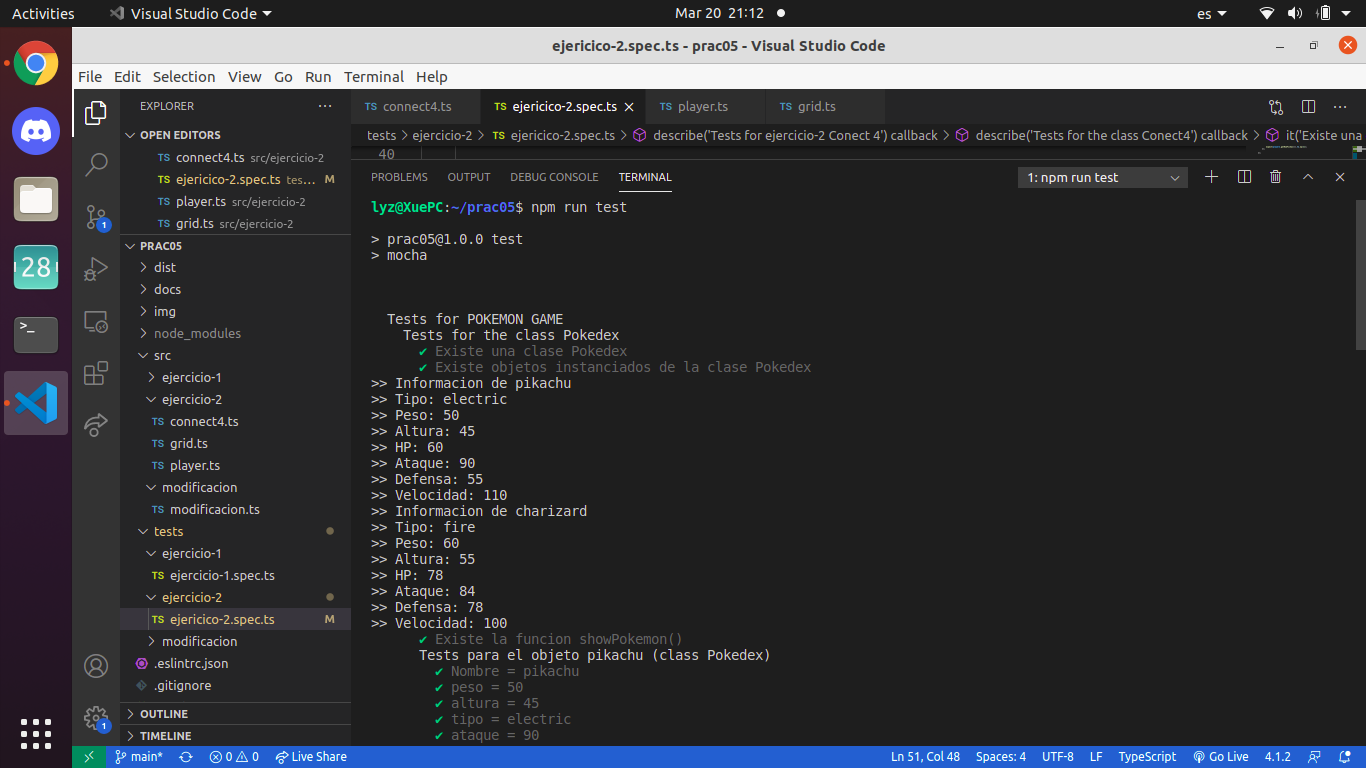 Activities
Visual Studio Code
Mar 20 21:12
es
ejericico-2.spec.ts - prac05 - Visual Studio Code
File Edit Selection View Go Run Terminal Help
28
>_
EXPLORER
OPEN EDITORS
TS connect4.ts src/ejercicio-2
TS ejericico-2.spec.ts tes... M
TS player.ts src/ejercicio-2
TS grid.ts src/ejercicio-2
PRAC05
dist
docs
img
node_modules
src
ejercicio-1
ejercicio-2
TS connect4.ts
TS grid.ts
TS player.ts
modificacion
TS modificacion.ts
tests
ejercicio-1
TS ejercicio-1.spec.ts
ejercicio-2
TS ejericico-2.spec.ts M
modificacion
.eslintrc.json
.gitignore
OUTLINE
TIMELINE
1
1
TS connect4.ts
TS ejericico-2.spec.ts
TS player.ts
TS grid.ts
tests > ejercicio-2 > TS ejericico-2.spec.ts > describe('Tests for ejercicio-2 Conect 4') callback > describe('Tests for the class Conect4') callback > it('Existe una
40
PROBLEMS OUTPUT DEBUG CONSOLE TERMINAL
1: npm run test
lyz@XuePC:~/prac05$ npm run test
> prac05@1.0.0 test
> mocha
Tests for POKEMON GAME
Tests for the class Pokedex
✔ Existe una clase Pokedex
✔ Existe objetos instanciados de la clase Pokedex
>> Informacion de pikachu
>> Tipo: electric
>> Peso: 50
>> Altura: 45
>> HP: 60
>> Ataque: 90
>> Defensa: 55
>> Velocidad: 110
>> Informacion de charizard
>> Tipo: fire
>> Peso: 60
>> Altura: 55
>> HP: 78
>> Ataque: 84
>> Defensa: 78
>> Velocidad: 100
✔ Existe la funcion showPokemon()
Tests para el objeto pikachu (class Pokedex)
✔ Nombre = pikachu
✔ peso = 50
✔ altura = 45
✔ tipo = electric
✔ ataque = 90
main* 0 0 Live Share
Ln 51, Col 48 Spaces: 4 UTF-8 LF TypeScript Go Live 4.1.2